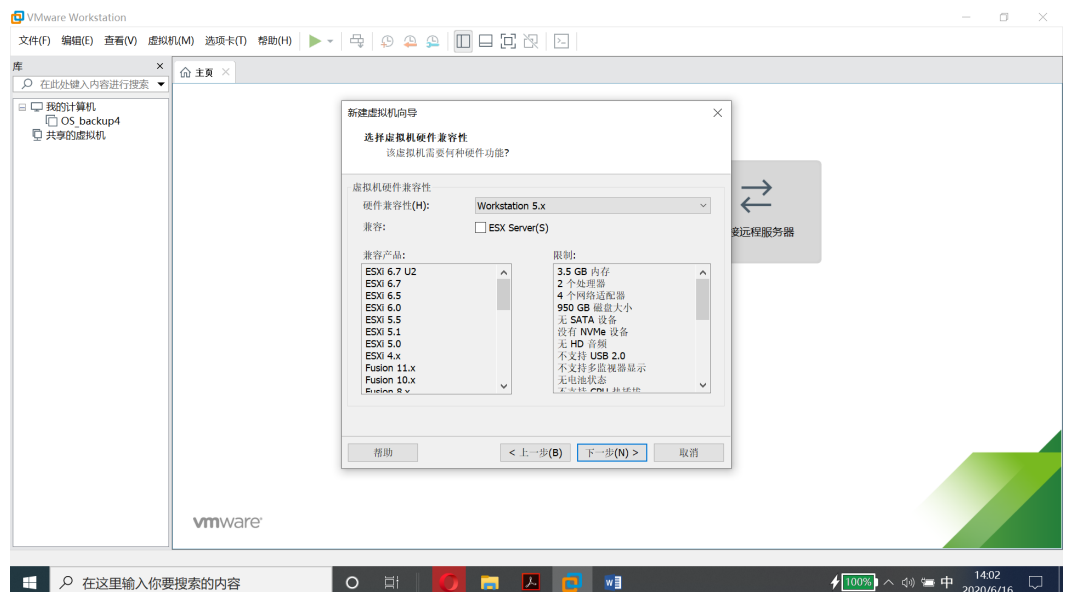 VMware Workstation
文件(F) 编辑(E) 查看(V) 虚拟机(M) 选项卡(T) 帮助(H)
库
在此处键入内容进行搜索
我的计算机
OS_backup4
共享的虚拟机
主页
新建虚拟机向导
选择虚拟机硬件兼容性
该虚拟机需要何种硬件功能?
虚拟机硬件兼容性
硬件兼容性(H): Workstation 5.x
兼容: ESX Server(S)
兼容产品:
ESXi 6.7 U2
ESXi 6.7
ESXi 6.5
ESXi 6.0
ESXi 5.5
ESXi 5.1
ESXi 5.0
ESXi 4.x
Fusion 11.x
Fusion 10.x
Fusion 8.x
限制:
3.5 GB 内存
2 个处理器
4 个网络适配器
950 GB 磁盘大小
无 SATA 设备
没有 NVMe 设备
无 HD 音频
不支持 USB 2.0
不支持多监视器显示
无电池状态
不支持 CPU 热插拔
帮助 < 上一步(B) 下一步(N) > 取消
接远程服务器
vmware
在这里输入你要搜索的内容
100%
中
14:02
2020/6/16